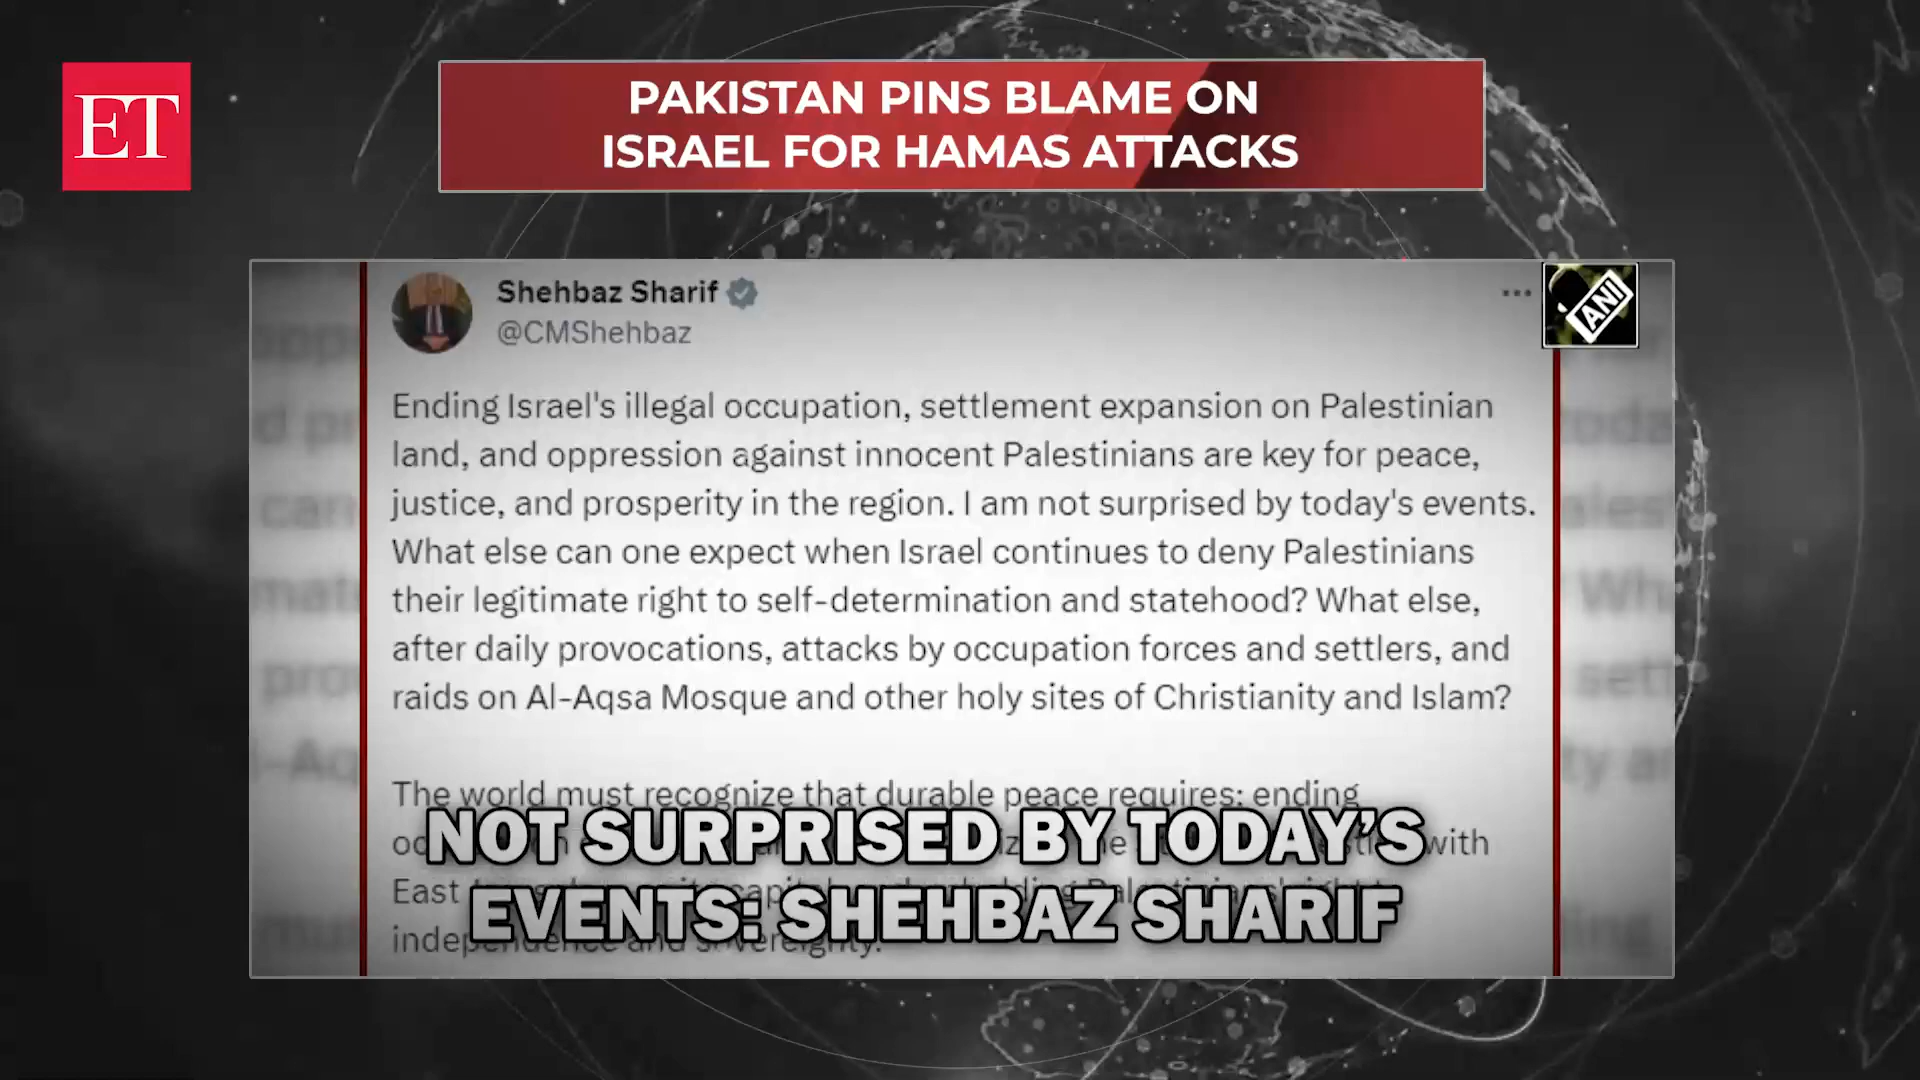 ET
PAKISTAN PINS BLAME ON
ISRAEL FOR HAMAS ATTACKS
Shehbaz Sharif
@CMShehbaz
ANI
Ending Israel's illegal occupation, settlement expansion on Palestinian
land, and oppression against innocent Palestinians are key for peace,
justice, and prosperity in the region. I am not surprised by today's events.
What else can one expect when Israel continues to deny Palestinians
their legitimate right to self-determination and statehood? What else,
after daily provocations, attacks by occupation forces and settlers, and
raids on Al-Aqsa Mosque and other holy sites of Christianity and Islam?
The world must recognize that durable peace requires: ending
with
East
independence and sovereignty.
NOT SURPRISED BY TODAY'S
EVENTS: SHEHBAZ SHARIF